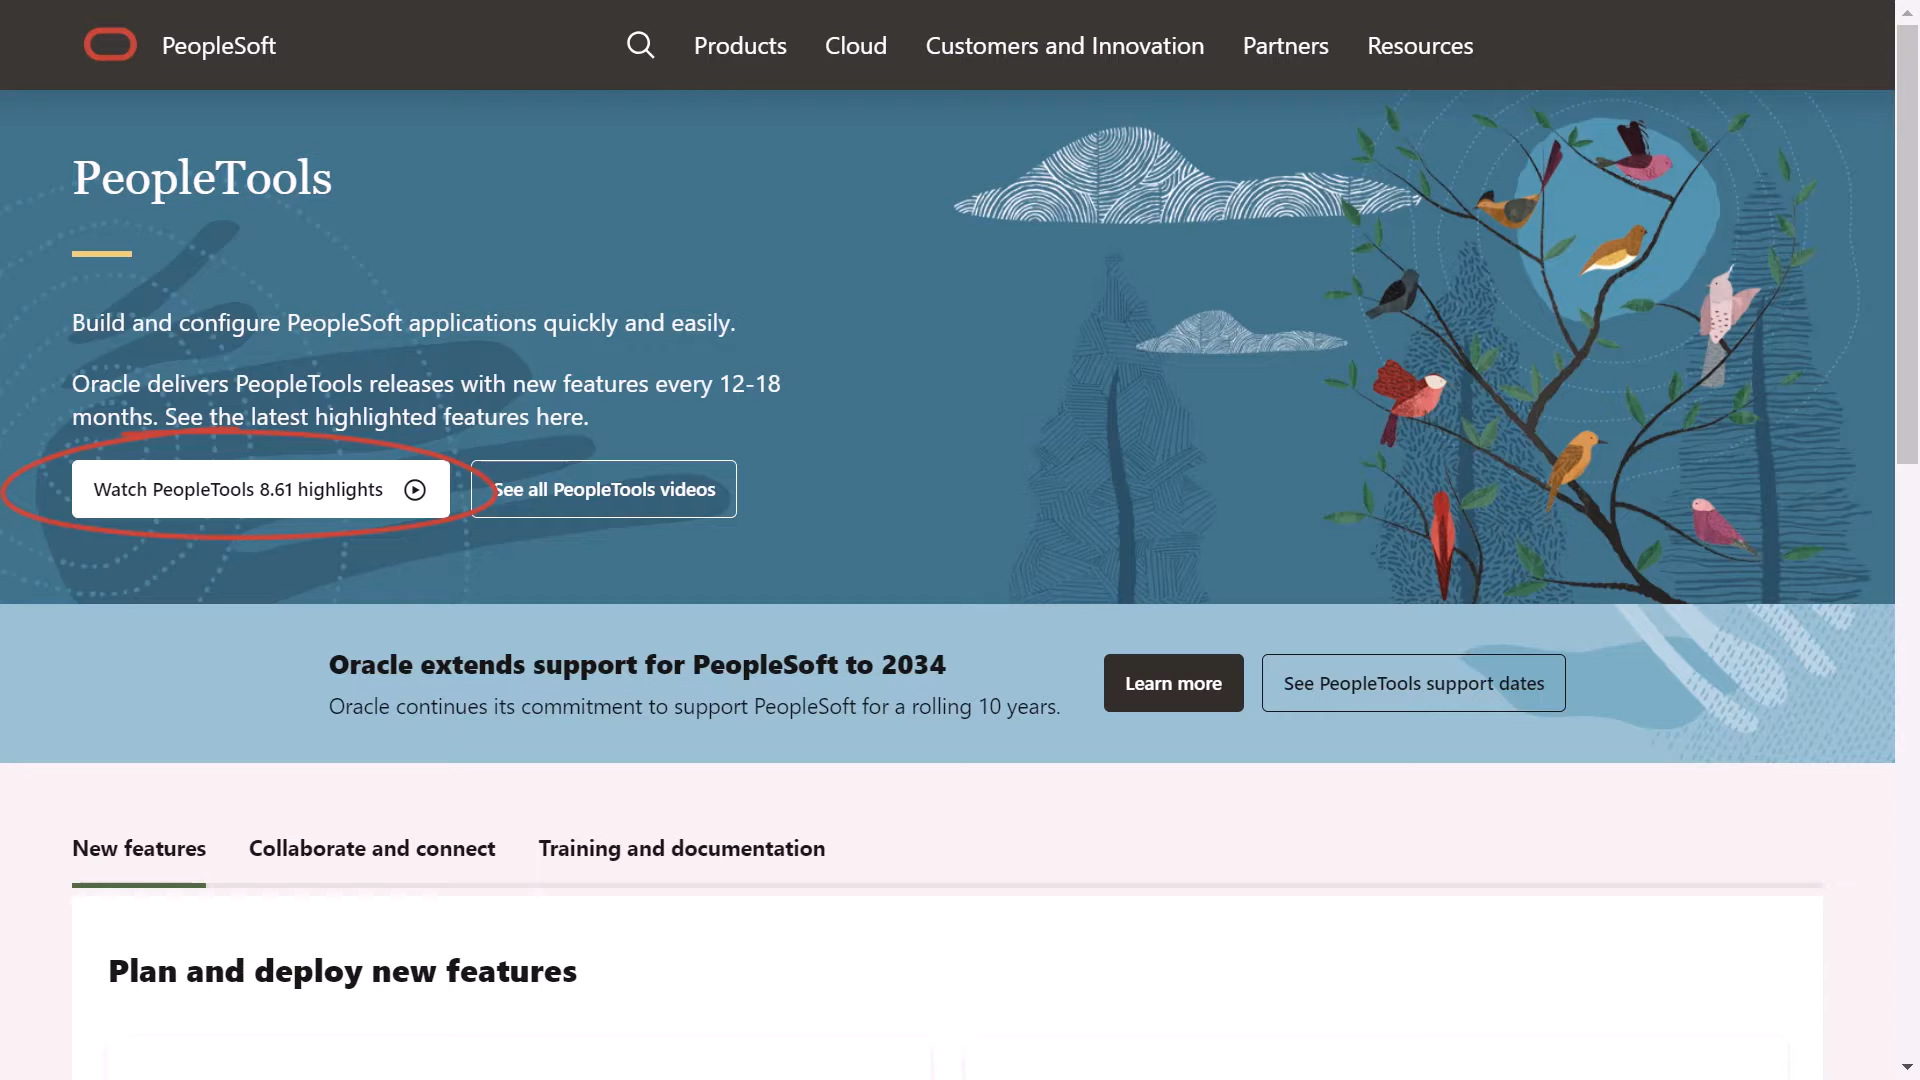 PeopleSoft
Products
Cloud
Customers and Innovation
Partners
Resources
PeopleTools
Build and configure PeopleSoft applications quickly and easily.
Oracle delivers PeopleTools releases with new features every 12-18
months. See the latest highlighted features here.
Watch PeopleTools 8.61 highlights
See all PeopleTools videos
Oracle extends support for PeopleSoft to 2034
Oracle continues its commitment to support PeopleSoft for a rolling 10 years.
Learn more
See PeopleTools support dates
New features
Collaborate and connect
Training and documentation
Plan and deploy new features